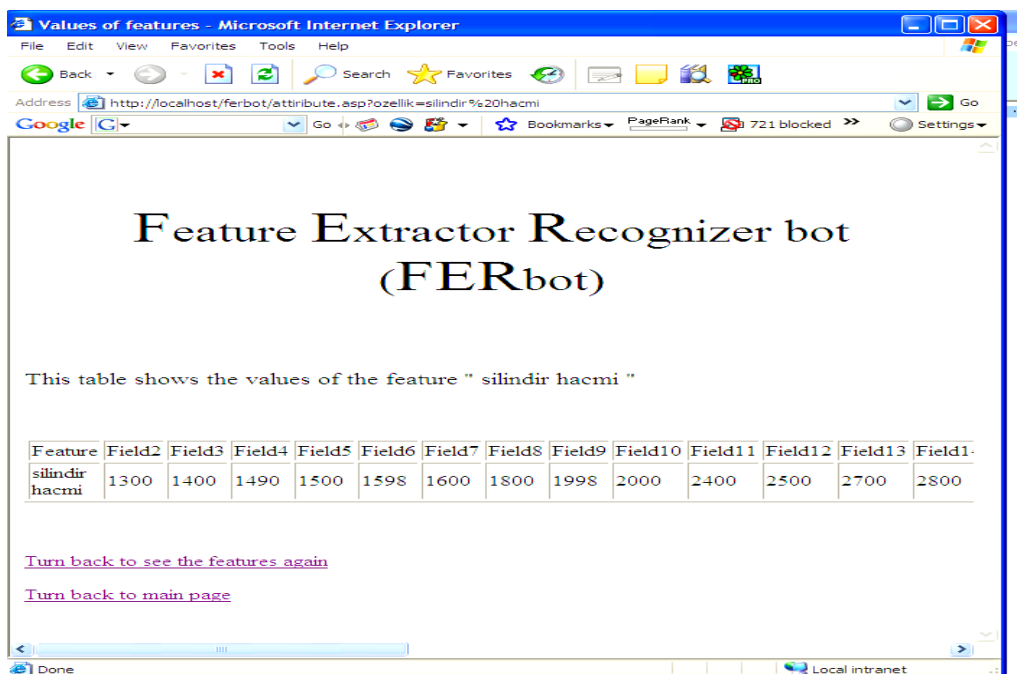 Values of features - Microsoft Internet Explorer
File Edit View Favorites Tools Help
Back Search Favorites
Address http://localhost/ferbot/attribute.asp?ozellik=silindir%20hacmi Go
Google G Go Bookmarks PageRank 721 blocked >> Settings
Feature Extractor Recognizer bot
(FERbot)
This table shows the values of the feature " silindir hacmi "
Feature Field2 Field3 Field4 Field5 Field6 Field7 Field8 Field9 Field10 Field11 Field12 Field13
silindir hacmi 1300 1400 1490 1500 1598 1600 1800 1998 2000 2400 2500 2700 2800
Turn back to see the features again
Turn back to main page
Done Local intranet